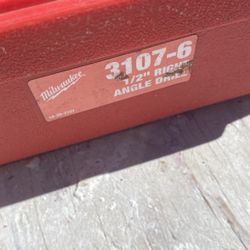 Milwaukee
3107-6
1/2" RIGHT
ANGLE DRILL